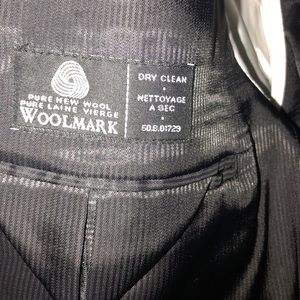 PURE NEW WOOL
PURE LAINE VIERGE
WOOLMARK
DRY CLEAN
NETTOYAGE
A SEC
50.8.01729